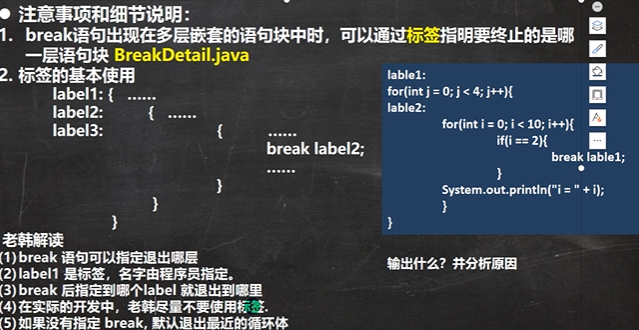 ● 注意事项和细节说明：
1. break语句出现在多层嵌套的语句块中时，可以通过标签指明要终止的是哪
一层语句块 BreakDetail.java
2. 标签的基本使用
label1: { ......
label2: { ......
label3: { ......
break label2;
......
}
}
}
老韩解读
(1)break 语句可以指定退出哪层
(2)label1 是标签，名字由程序员指定。
(3)break 后指定到哪个label 就退出到哪里
(4)在实际的开发中，老韩尽量不要使用标签.
(5)如果没有指定 break, 默认退出最近的循环体
lable1:
for(int j = 0; j < 4; j++){
lable2:
for(int i = 0; i < 10; i++){
if(i == 2){
break lable1;
}
System.out.println("i = " + i);
}
}
输出什么？并分析原因